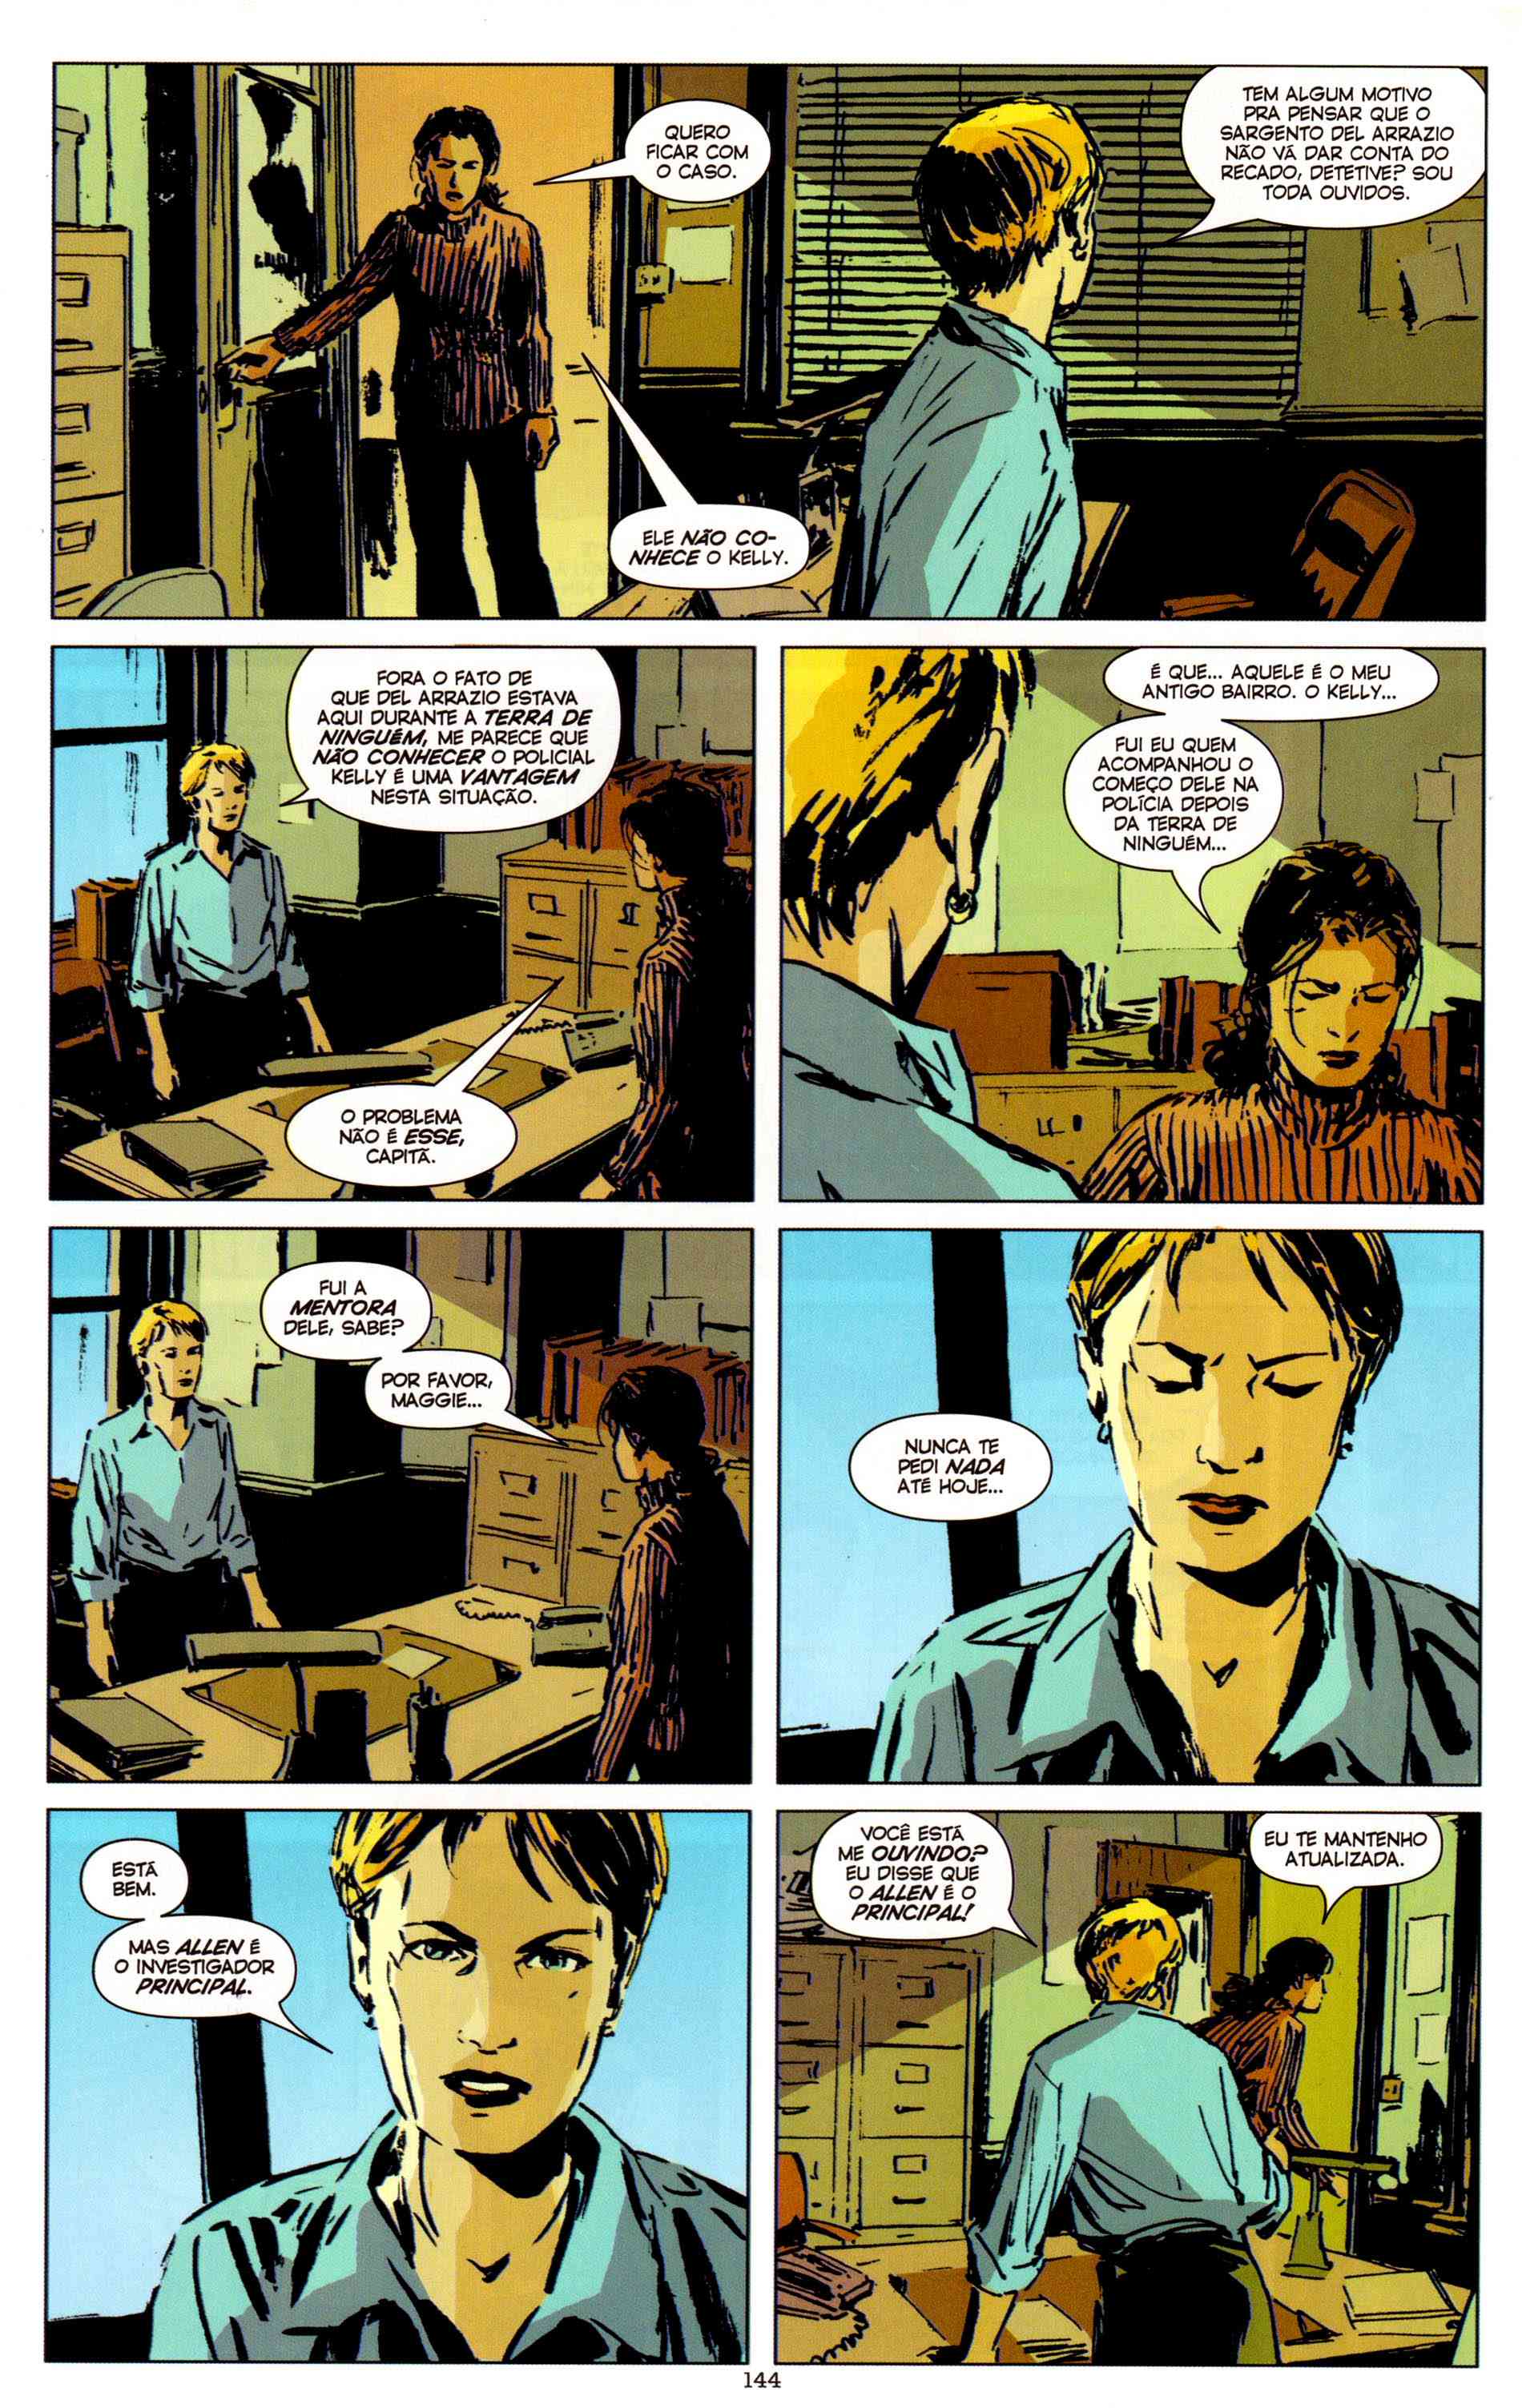 QUERO
FICAR COM
O CASO.
TEM ALGUM MOTIVO
PRA PENSAR QUE O
SARGENTO DEL ARRAZIO
NÃO VÁ DAR CONTA DO
RECADO, DETETIVE? SOU
TODA OUVIDOS.
ELE NÃO CO-
NHECE O KELLY.
FORA O FATO DE
QUE DEL ARRAZIO ESTAVA
AQUI DURANTE A TERRA DE
NINGUÉM, ME PARECE QUE
NÃO CONHECER O POLICIAL
KELLY É UMA VANTAGEM
NESTA SITUAÇÃO.
O PROBLEMA
NÃO É ESSE,
CAPITÃ.
É QUE... AQUELE É O MEU
ANTIGO BAIRRO. O KELLY...
FUI EU QUEM
ACOMPANHOU O
COMEÇO DELE NA
POLÍCIA DEPOIS
DA TERRA DE
NINGUÉM...
FUI A
MENTORA
DELE, SABE?
POR FAVOR,
MAGGIE...
NUNCA TE
PEDI NADA
ATÉ HOJE...
ESTÁ
BEM.
MAS ALLEN É
O INVESTIGADOR
PRINCIPAL.
VOCÊ ESTÁ
ME OUVINDO?
EU DISSE QUE
O ALLEN É O
PRINCIPAL!
EU TE MANTENHO
ATUALIZADA.
144